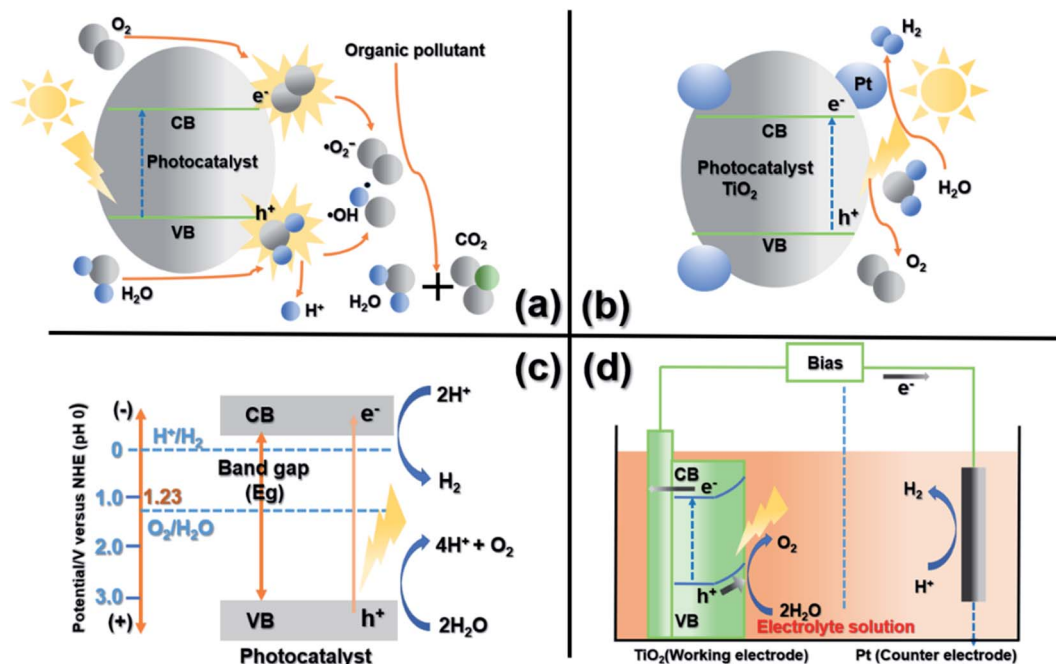 O₂
Organic pollutant
e⁻
CB
Photocatalyst
•O₂⁻
•
h⁺
•OH
VB
CO₂
H₂O
H⁺
H₂O
+
(a)
H₂
Pt
e⁻
CB
Photocatalyst
TiO₂
H₂O
h⁺
VB
O₂
(b)
(c)
Potential/V versus NHE (pH 0)
(-)
0
1.0
2.0
3.0
(+)
H⁺/H₂
1.23
O₂/H₂O
CB
e⁻
Band gap
(Eg)
VB
h⁺
2H⁺
H₂
4H⁺ + O₂
2H₂O
Photocatalyst
(d)
Bias
e⁻
CB
e⁻
h⁺
VB
O₂
2H₂O
H₂
H⁺
Electrolyte solution
TiO₂(Working electrode)
Pt (Counter electrode)